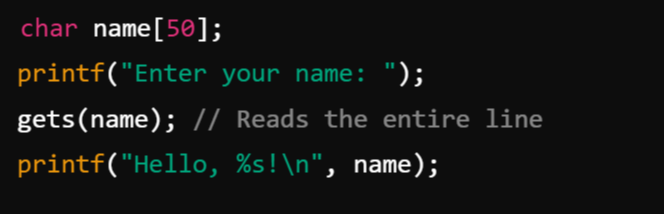 char name[50];
printf("Enter your name: ");
gets(name); // Reads the entire line
printf("Hello, %s!\n", name);